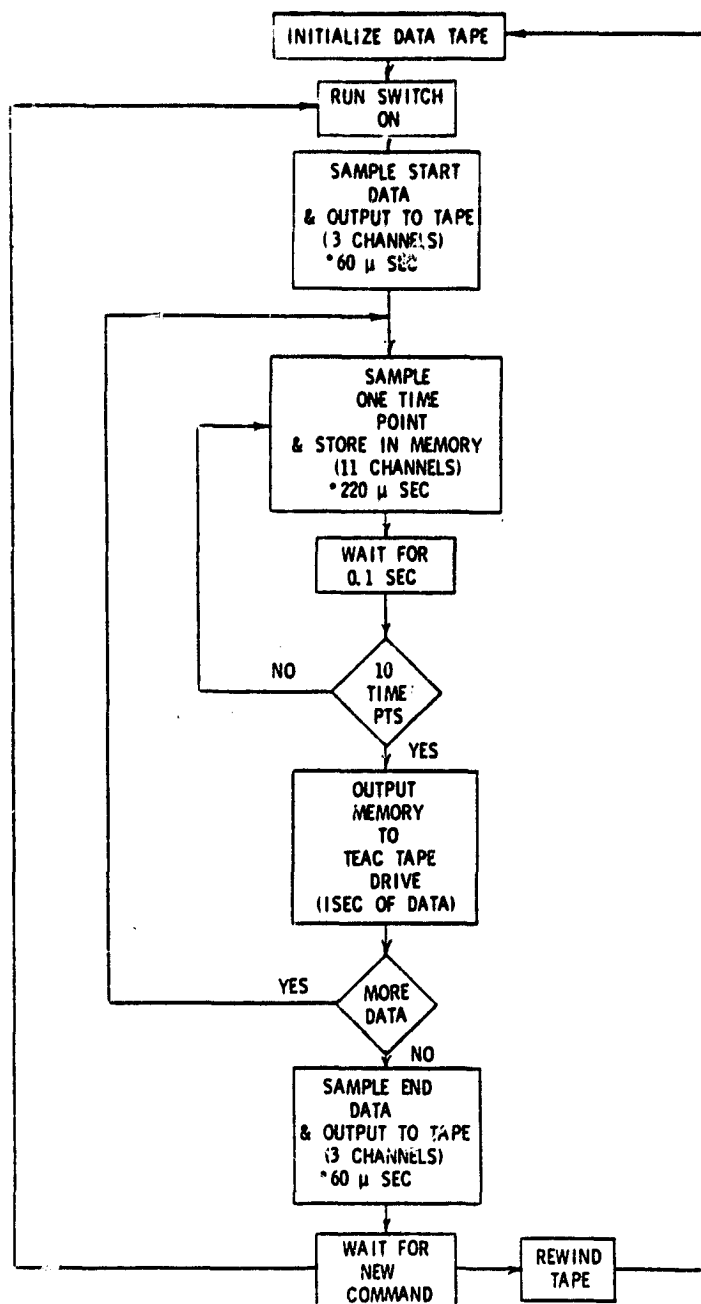 INITIALIZE DATA TAPE
RUN SWITCH
ON
SAMPLE START
DATA
& OUTPUT TO TAPE
(3 CHANNELS)
*60 μ SEC
SAMPLE
ONE TIME
POINT
& STORE IN MEMORY
(11 CHANNELS)
*220 μ SEC
WAIT FOR
0.1 SEC
NO
10
TIME
PTS
YES
OUTPUT
MEMORY
TO
TEAC TAPE
DRIVE
(1SEC OF DATA)
YES
MORE
DATA
NO
SAMPLE END
DATA
& OUTPUT TO TAPE
(3 CHANNELS)
*60 μ SEC
WAIT FOR
NEW
COMMAND
REWIND
TAPE